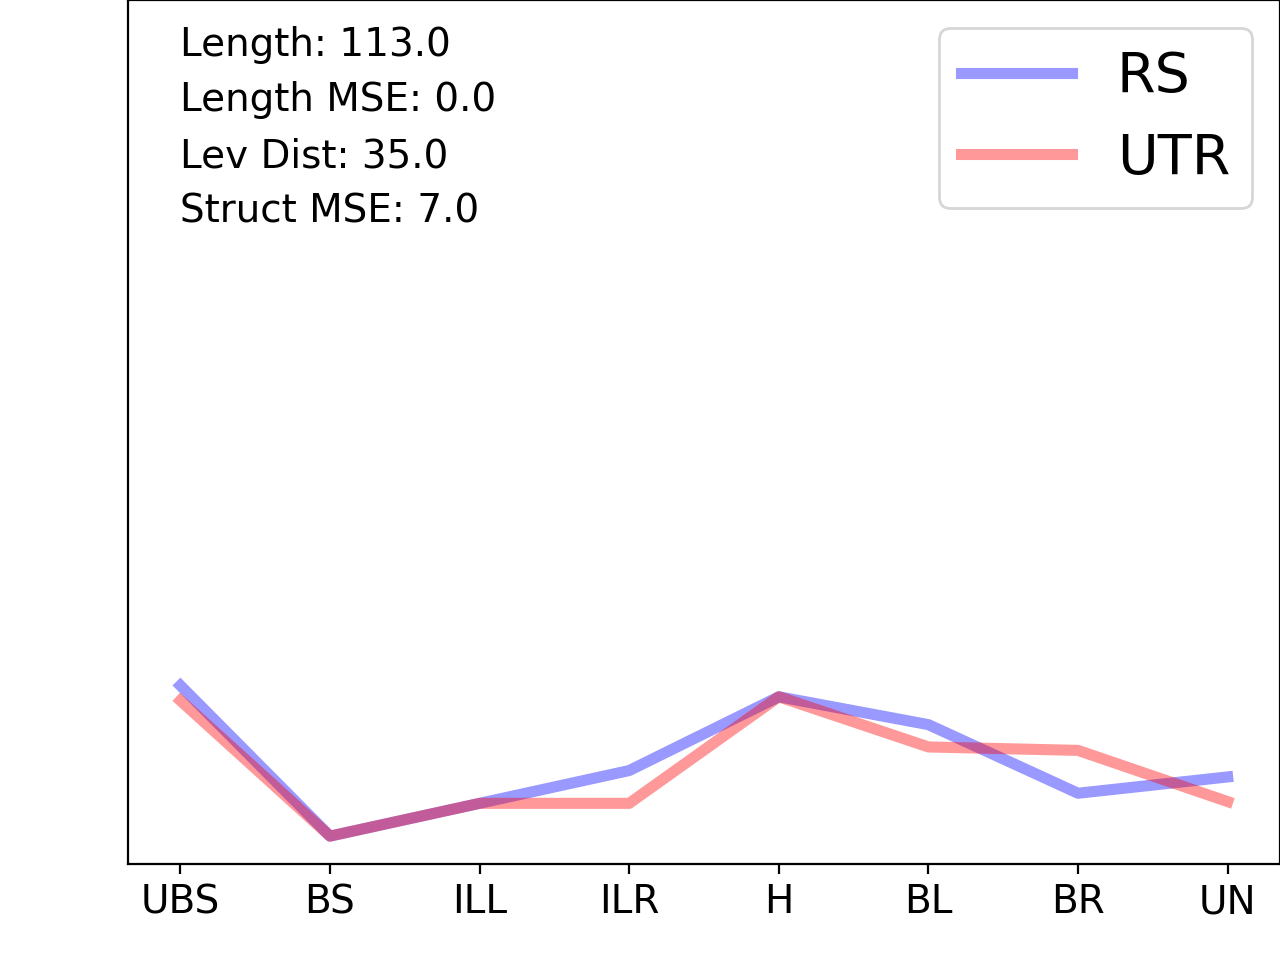 Length: 113.0
Length MSE: 0.0
Lev Dist: 35.0
Struct MSE: 7.0
RS
UTR
UBS BS ILL ILR H BL BR UN